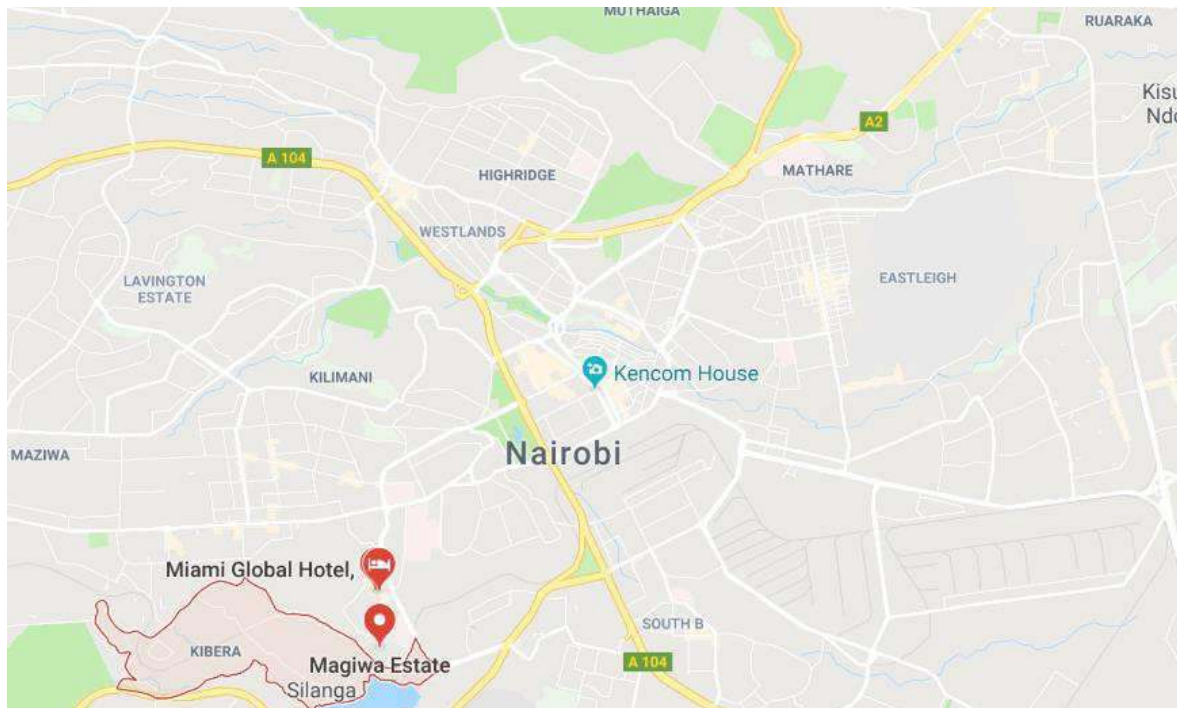 MUTHAIGA
RUARAKA
Kisu
Ndo
A2
A 104
MATHARE
HIGHRIDGE
WESTLANDS
LAVINGTON
ESTATE
EASTLEIGH
Kencom House
KILIMANI
MAZIWA
Nairobi
Miami Global Hotel,
SOUTH B
KIBERA
Magiwa Estate
A 104
Silanga